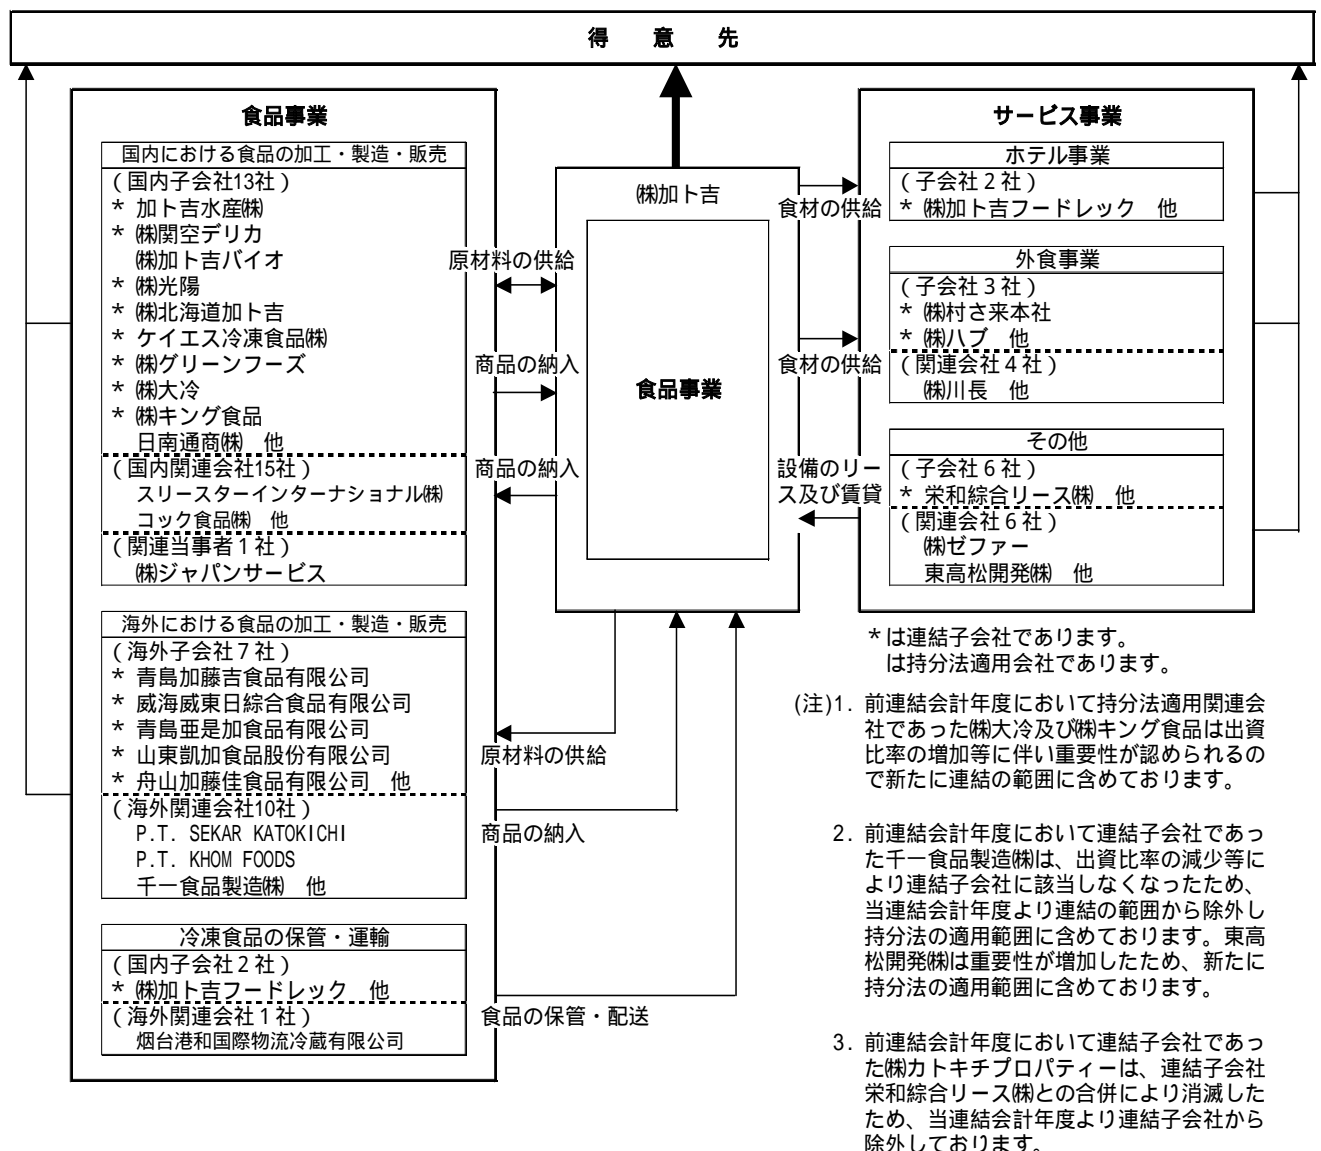 得 意 先
食品事業
国内における食品の加工・製造・販売
(国内子会社13社)
* 加ト吉水産㈱
* ㈱関空デリカ
㈱加ト吉バイオ
* ㈱光陽
* ㈱北海道加ト吉
* ケイエス冷凍食品㈱
* ㈱グリーンフーズ
* ㈱大冷
* ㈱キング食品
日南通商㈱ 他
(国内関連会社15社)
スリースターインターナショナル㈱
コック食品㈱ 他
(関連当事者1社)
㈱ジャパンサービス
海外における食品の加工・製造・販売
(海外子会社7社)
* 青島加藤吉食品有限公司
* 威海威東日綜合食品有限公司
* 青島亜是加食品有限公司
* 山東凱加食品股份有限公司
* 舟山加藤佳食品有限公司 他
(海外関連会社10社)
P.T. SEKAR KATOKICHI
P.T. KHOM FOODS
千一食品製造㈱ 他
冷凍食品の保管・運輸
(国内子会社2社)
* ㈱加ト吉フードレック 他
(海外関連会社1社)
烟台港和国際物流冷蔵有限公司
原材料の供給
商品の納入
商品の納入
原材料の供給
商品の納入
食品の保管・配送
㈱加ト吉
食品事業
食材の供給
食材の供給
設備のリー
ス及び賃貸
サービス事業
ホテル事業
(子会社2社)
* ㈱加ト吉フードレック 他
外食事業
(子会社3社)
* ㈱村さ来本社
* ㈱ハブ 他
(関連会社4社)
㈱川長 他
その他
(子会社6社)
* 栄和綜合リース㈱ 他
(関連会社6社)
㈱ゼファー
東高松開発㈱ 他
*は連結子会社であります。
は持分法適用会社であります。
(注)1. 前連結会計年度において持分法適用関連会
社であった㈱大冷及び㈱キング食品は出資
比率の増加等に伴い重要性が認められるの
で新たに連結の範囲に含めております。
2. 前連結会計年度において連結子会社であっ
た千一食品製造㈱は、出資比率の減少等に
より連結子会社に該当しなくなったため、
当連結会計年度より連結の範囲から除外し
持分法の適用範囲に含めております。東高
松開発㈱は重要性が増加したため、新たに
持分法の適用範囲に含めております。
3. 前連結会計年度において連結子会社であっ
た㈱カトキチプロパティーは、連結子会社
栄和綜合リース㈱との合併により消滅した
ため、当連結会計年度より連結子会社から
除外しております。